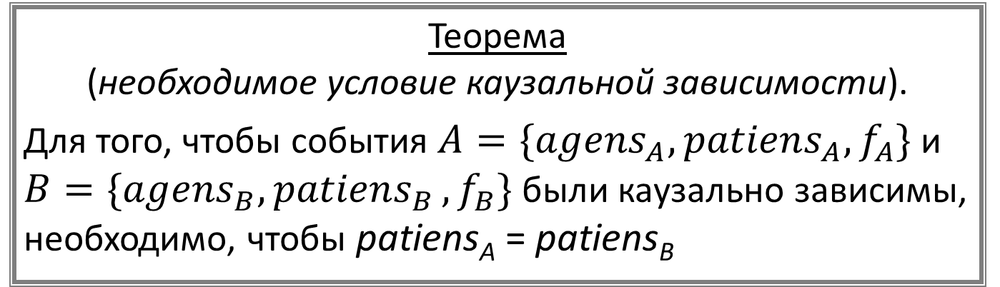 Теорема
(необходимое условие каузальной зависимости).
Для того, чтобы события A = {agens_A, patiens_A, f_A} и
B = {agens_B, patiens_B , f_B} были каузально зависимы,
необходимо, чтобы patiens_A = patiens_B